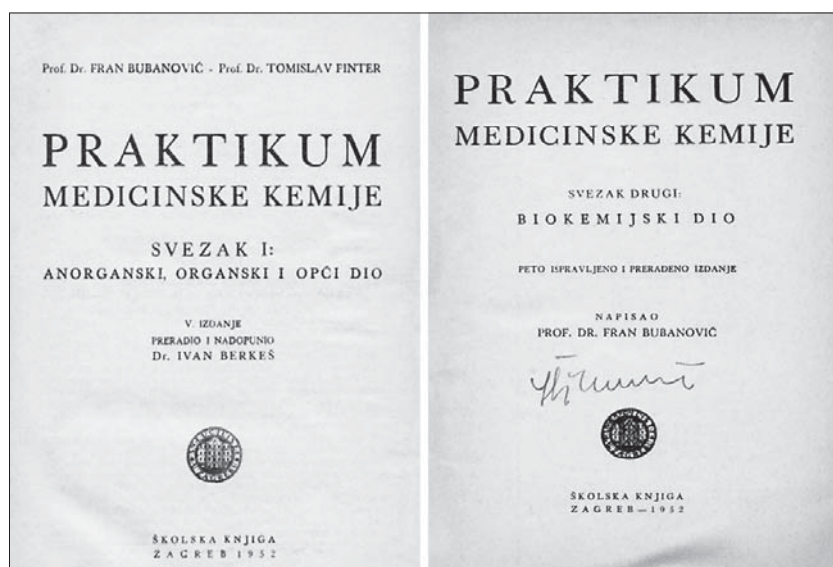 Prof. Dr. FRAN BUBANOVIĆ - Prof. Dr. TOMISLAV FINTER
PRAKTIKUM
MEDICINSKE KEMIJE
SVEZAK I:
ANORGANSKI, ORGANSKI I OPĆI DIO
V. IZDANJE
PRERADIO I NADOPUNIO
Dr. IVAN BERKEŠ
ŠKOLSKA KNJIGA
ZAGREB 1952
PRAKTIKUM
MEDICINSKE KEMIJE
SVEZAK DRUGI:
BIOKEMIJSKI DIO
PETO ISPRAVLJENO I PRERAĐENO IZDANJE
NAPISAO
PROF. DR. FRAN BUBANOVIĆ
ŠKOLSKA KNJIGA
ZAGREB — 1952